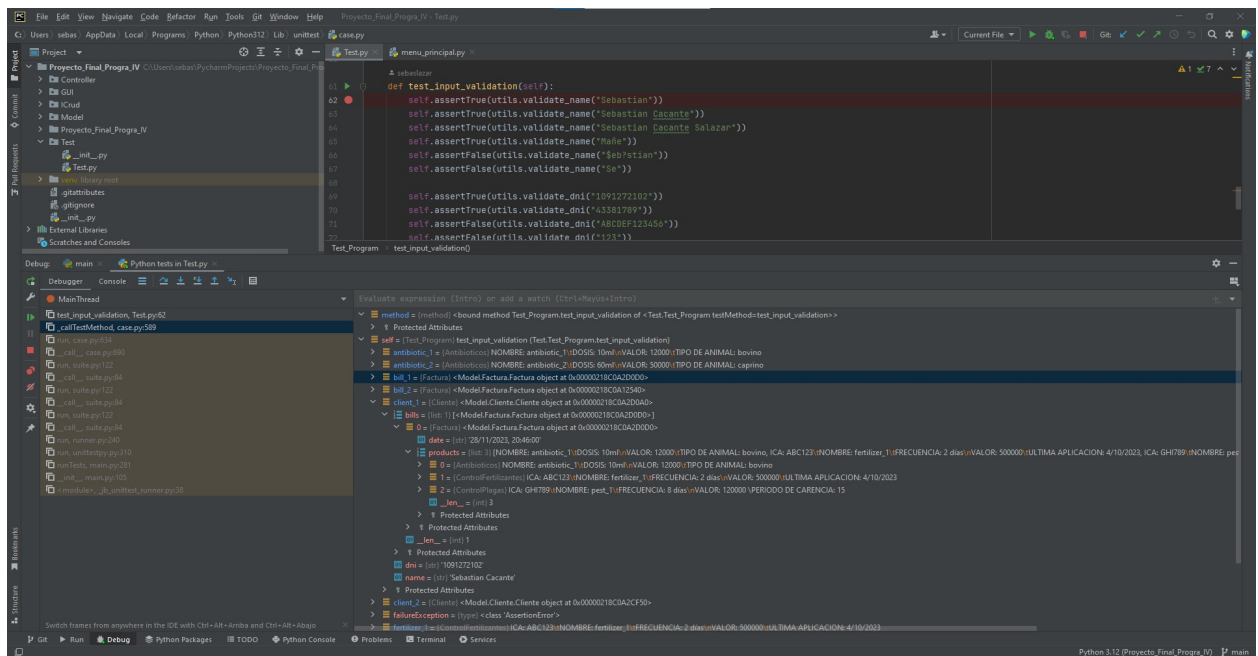 File Edit View Navigate Code Refactor Run Tools Git Window Help Proyecto_Final_Progra_IV - Test.py
C: Users sebas AppData Local Programs Python Python312 Lib unittest case.py Current File Git:
Project
Test.py
menu_principal.py
Proyecto_Final_Progra_IV C:\Users\sebas\PycharmProjects\Proyecto_Final_Pro
Controller
GUI
ICrud
Model
Proyecto_Final_Progra_IV
Test
__init__.py
Test.py
venu library root
.gitattributes
.gitignore
__init__.py
External Libraries
Scratches and Consoles
Project
Commit
Pull Requests
Notifications
sebaslazar
1 7
61 def test_input_validation(self):
62 self.assertTrue(utils.validate_name("Sebastian"))
63 self.assertTrue(utils.validate_name("Sebastian Cacante"))
64 self.assertTrue(utils.validate_name("Sebastian Cacante Salazar"))
65 self.assertTrue(utils.validate_name("Mañe"))
66 self.assertFalse(utils.validate_name("$eb?stian"))
67 self.assertFalse(utils.validate_name("Se"))
68
69 self.assertTrue(utils.validate_dni("1091272102"))
70 self.assertTrue(utils.validate_dni("43381789"))
71 self.assertTrue(utils.validate_dni("ABCDEF123456"))
72 self.assertFalse(utils.validate_dni("123"))
Test_Program test_input_validation()
Debug: main Python tests in Test.py
Debugger Console
MainThread
test_input_validation, Test.py:62
_callTestMethod, case.py:589
run, case.py:634
__call__, case.py:690
run, suite.py:122
__call__, suite.py:84
run, suite.py:122
__call__, suite.py:84
run, suite.py:122
__call__, suite.py:84
run, runner.py:240
run, unittestpy.py:310
runTests, main.py:281
__init__, main.py:105
<module>, _jb_unittest_runner.py:38
Evaluate expression (Intro) or add a watch (Ctrl+Mayús+Intro)
method = {method} <bound method Test_Program.test_input_validation of <Test.Test_Program testMethod=test_input_validation>>
Protected Attributes
self = {Test_Program} test_input_validation (Test.Test_Program.test_input_validation)
antibiotic_1 = {Antibioticos} NOMBRE: antibiotic_1\tDOSIS: 10ml\nVALOR: 12000\tTIPO DE ANIMAL: bovino
antibiotic_2 = {Antibioticos} NOMBRE: antibiotic_2\tDOSIS: 60ml\nVALOR: 50000\tTIPO DE ANIMAL: caprino
bill_1 = {Factura} <Model.Factura.Factura object at 0x00000218C0A2D0D0>
bill_2 = {Factura} <Model.Factura.Factura object at 0x00000218C0A12540>
client_1 = {Cliente} <Model.Cliente.Cliente object at 0x00000218C0A2D0A0>
bills = {list: 1} [<Model.Factura.Factura object at 0x00000218C0A2D0D0>]
0 = {Factura} <Model.Factura.Factura object at 0x00000218C0A2D0D0>
date = {str} '28/11/2023, 20:46:00'
products = {list: 3} [NOMBRE: antibiotic_1\tDOSIS: 10ml\nVALOR: 12000\tTIPO DE ANIMAL: bovino, ICA: ABC123\tNOMBRE: fertilizer_1\tFRECUENCIA: 2 días\nVALOR: 500000\tULTIMA APLICACION: 4/10/2023, ICA: GHI789\tNOMBRE: pec
0 = {Antibioticos} NOMBRE: antibiotic_1\tDOSIS: 10ml\nVALOR: 12000\tTIPO DE ANIMAL: bovino
1 = {ControlFertilizantes} ICA: ABC123\tNOMBRE: fertilizer_1\tFRECUENCIA: 2 días\nVALOR: 500000\tULTIMA APLICACION: 4/10/2023
2 = {ControlPlagas} ICA: GHI789\tNOMBRE: pest_1\tFRECUENCIA: 8 días\nVALOR: 120000 \PERIODO DE CARENCIA: 15
__len__ = {int} 3
Protected Attributes
Protected Attributes
__len__ = {int} 1
Protected Attributes
dni = {str} '1091272102'
name = {str} 'Sebastian Cacante'
Protected Attributes
client_2 = {Cliente} <Model.Cliente.Cliente object at 0x00000218C0A2CF50>
failureException = {type} <class 'AssertionError'>
fertilizer_1 = {ControlFertilizantes} ICA: ABC123\tNOMBRE: fertilizer_1\tFRECUENCIA: 2 días\nVALOR: 500000\tULTIMA APLICACION: 4/10/2023
Bookmarks
Structure
Switch frames from anywhere in the IDE with Ctrl+Alt+Arriba and Ctrl+Alt+Abajo
Git Run Debug Python Packages TODO Python Console Problems Terminal Services
Python 3.12 (Proyecto_Final_Progra_IV) main